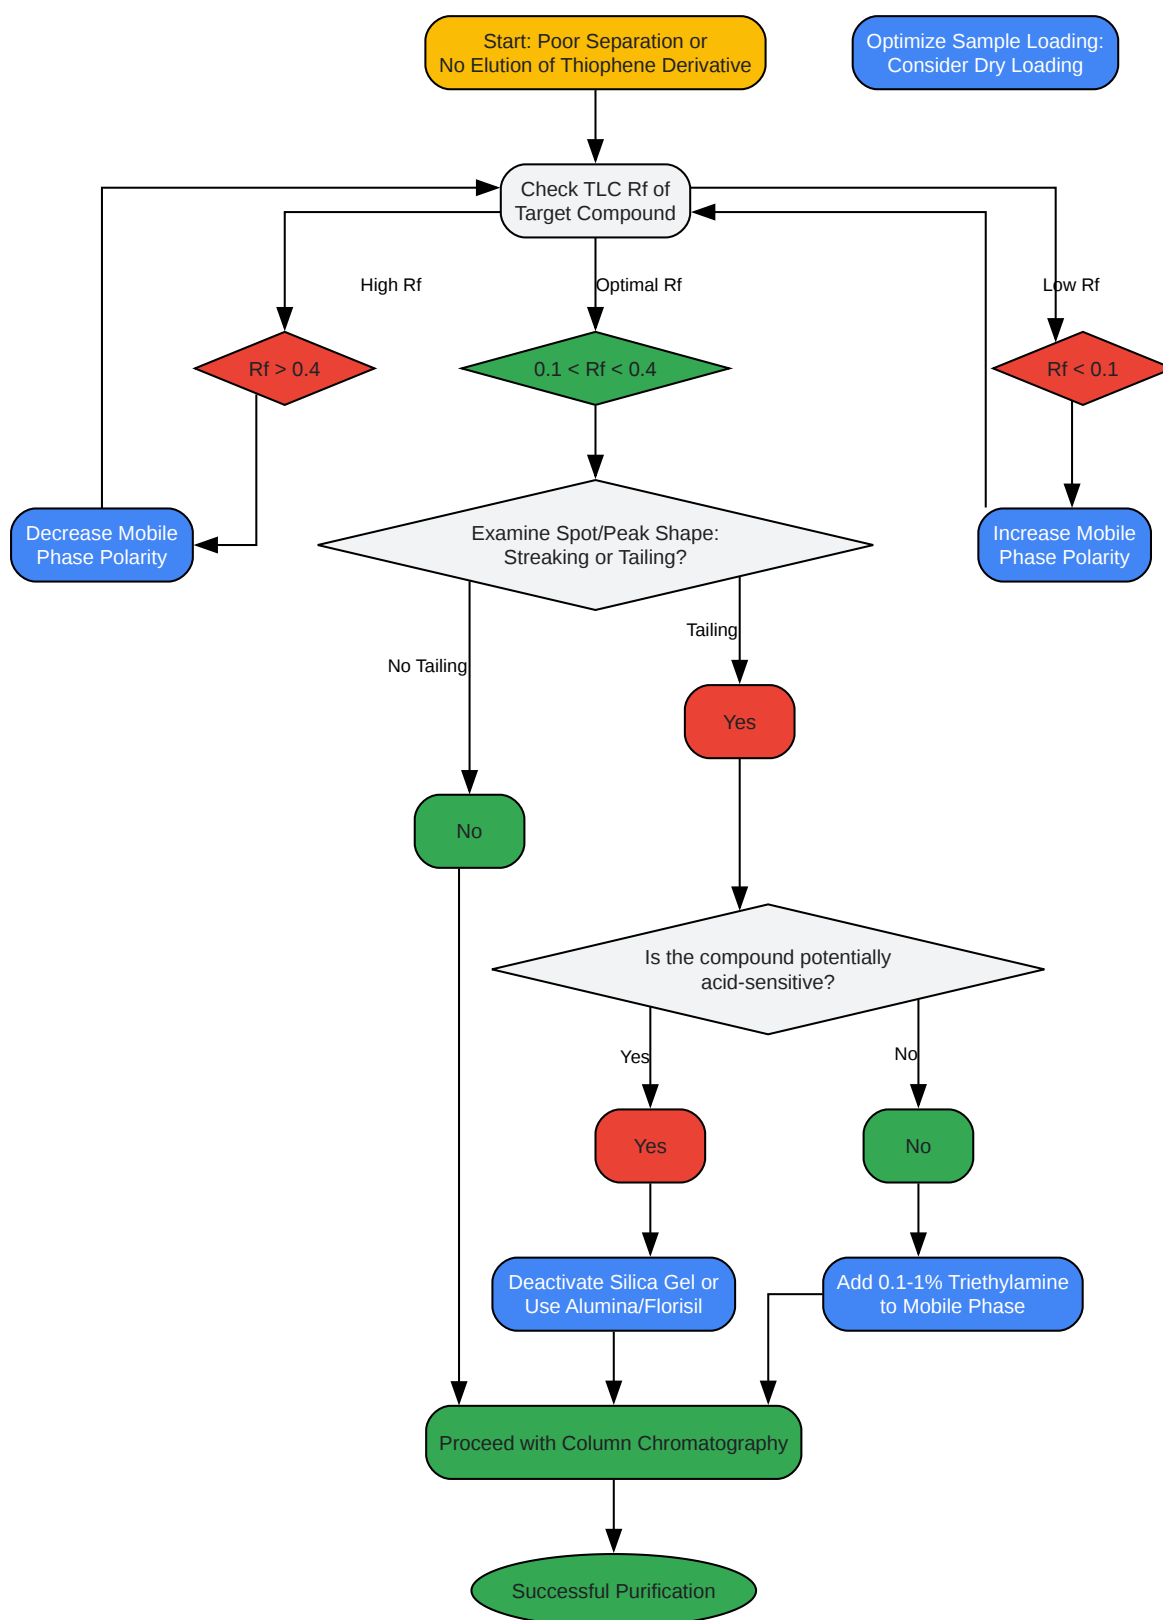 Start: Poor Separation or
No Elution of Thiophene Derivative
Optimize Sample Loading:
Consider Dry Loading
Check TLC Rf of
Target Compound
High Rf
Optimal Rf
Low Rf
Rf > 0.4
0.1 < Rf < 0.4
Rf < 0.1
Decrease Mobile
Phase Polarity
Examine Spot/Peak Shape:
Streaking or Tailing?
Increase Mobile
Phase Polarity
Tailing
No Tailing
Yes
No
Is the compound potentially
acid-sensitive?
Yes
No
Yes
No
Deactivate Silica Gel or
Use Alumina/Florisil
Add 0.1-1% Triethylamine
to Mobile Phase
Proceed with Column Chromatography
Successful Purification